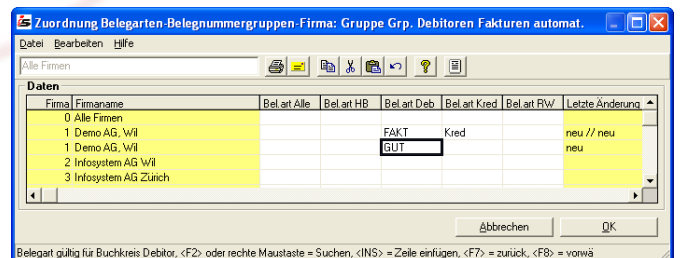 Zuordnung Belegarten-Belegnummergruppen-Firma: Gruppe Grp. Debitoren Fakturen automat.
Datei Bearbeiten Hilfe
Alle Firmen
Daten
Firma Firmaname Bel.art Alle Bel.art HB Bel.art Deb Bel.art Kred Bel.art RW Letzte Änderung
0 Alle Firmen
1 Demo AG, Wil FAKT Kred neu // neu
1 Demo AG, Wil GUT neu
2 Infosystem AG Wil
3 Infosystem AG Zürich
Abbrechen OK
Belegart gültig für Buchkreis Debitor, <F2> oder rechte Maustaste = Suchen, <INS> = Zeile einfügen, <F7> = zurück, <F8> = vorwä